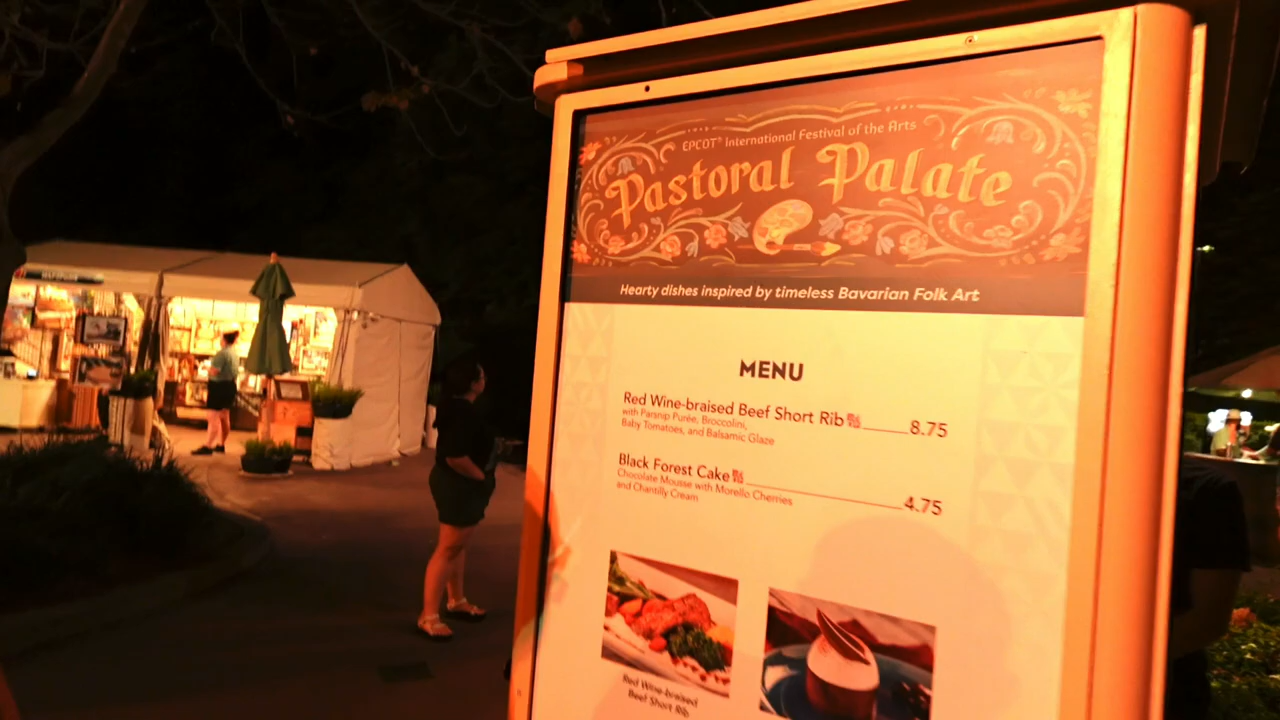 EPCOT® International Festival of the Arts
Pastoral Palate
Hearty dishes inspired by timeless Bavarian Folk Art
MENU
Red Wine-braised Beef Short Rib 8.75
with Parsnip Purée, Broccolini,
Baby Tomatoes, and Balsamic Glaze
Black Forest Cake 4.75
Chocolate Mousse with Morello Cherries
and Chantilly Cream
Red Wine-braised
Beef Short Rib